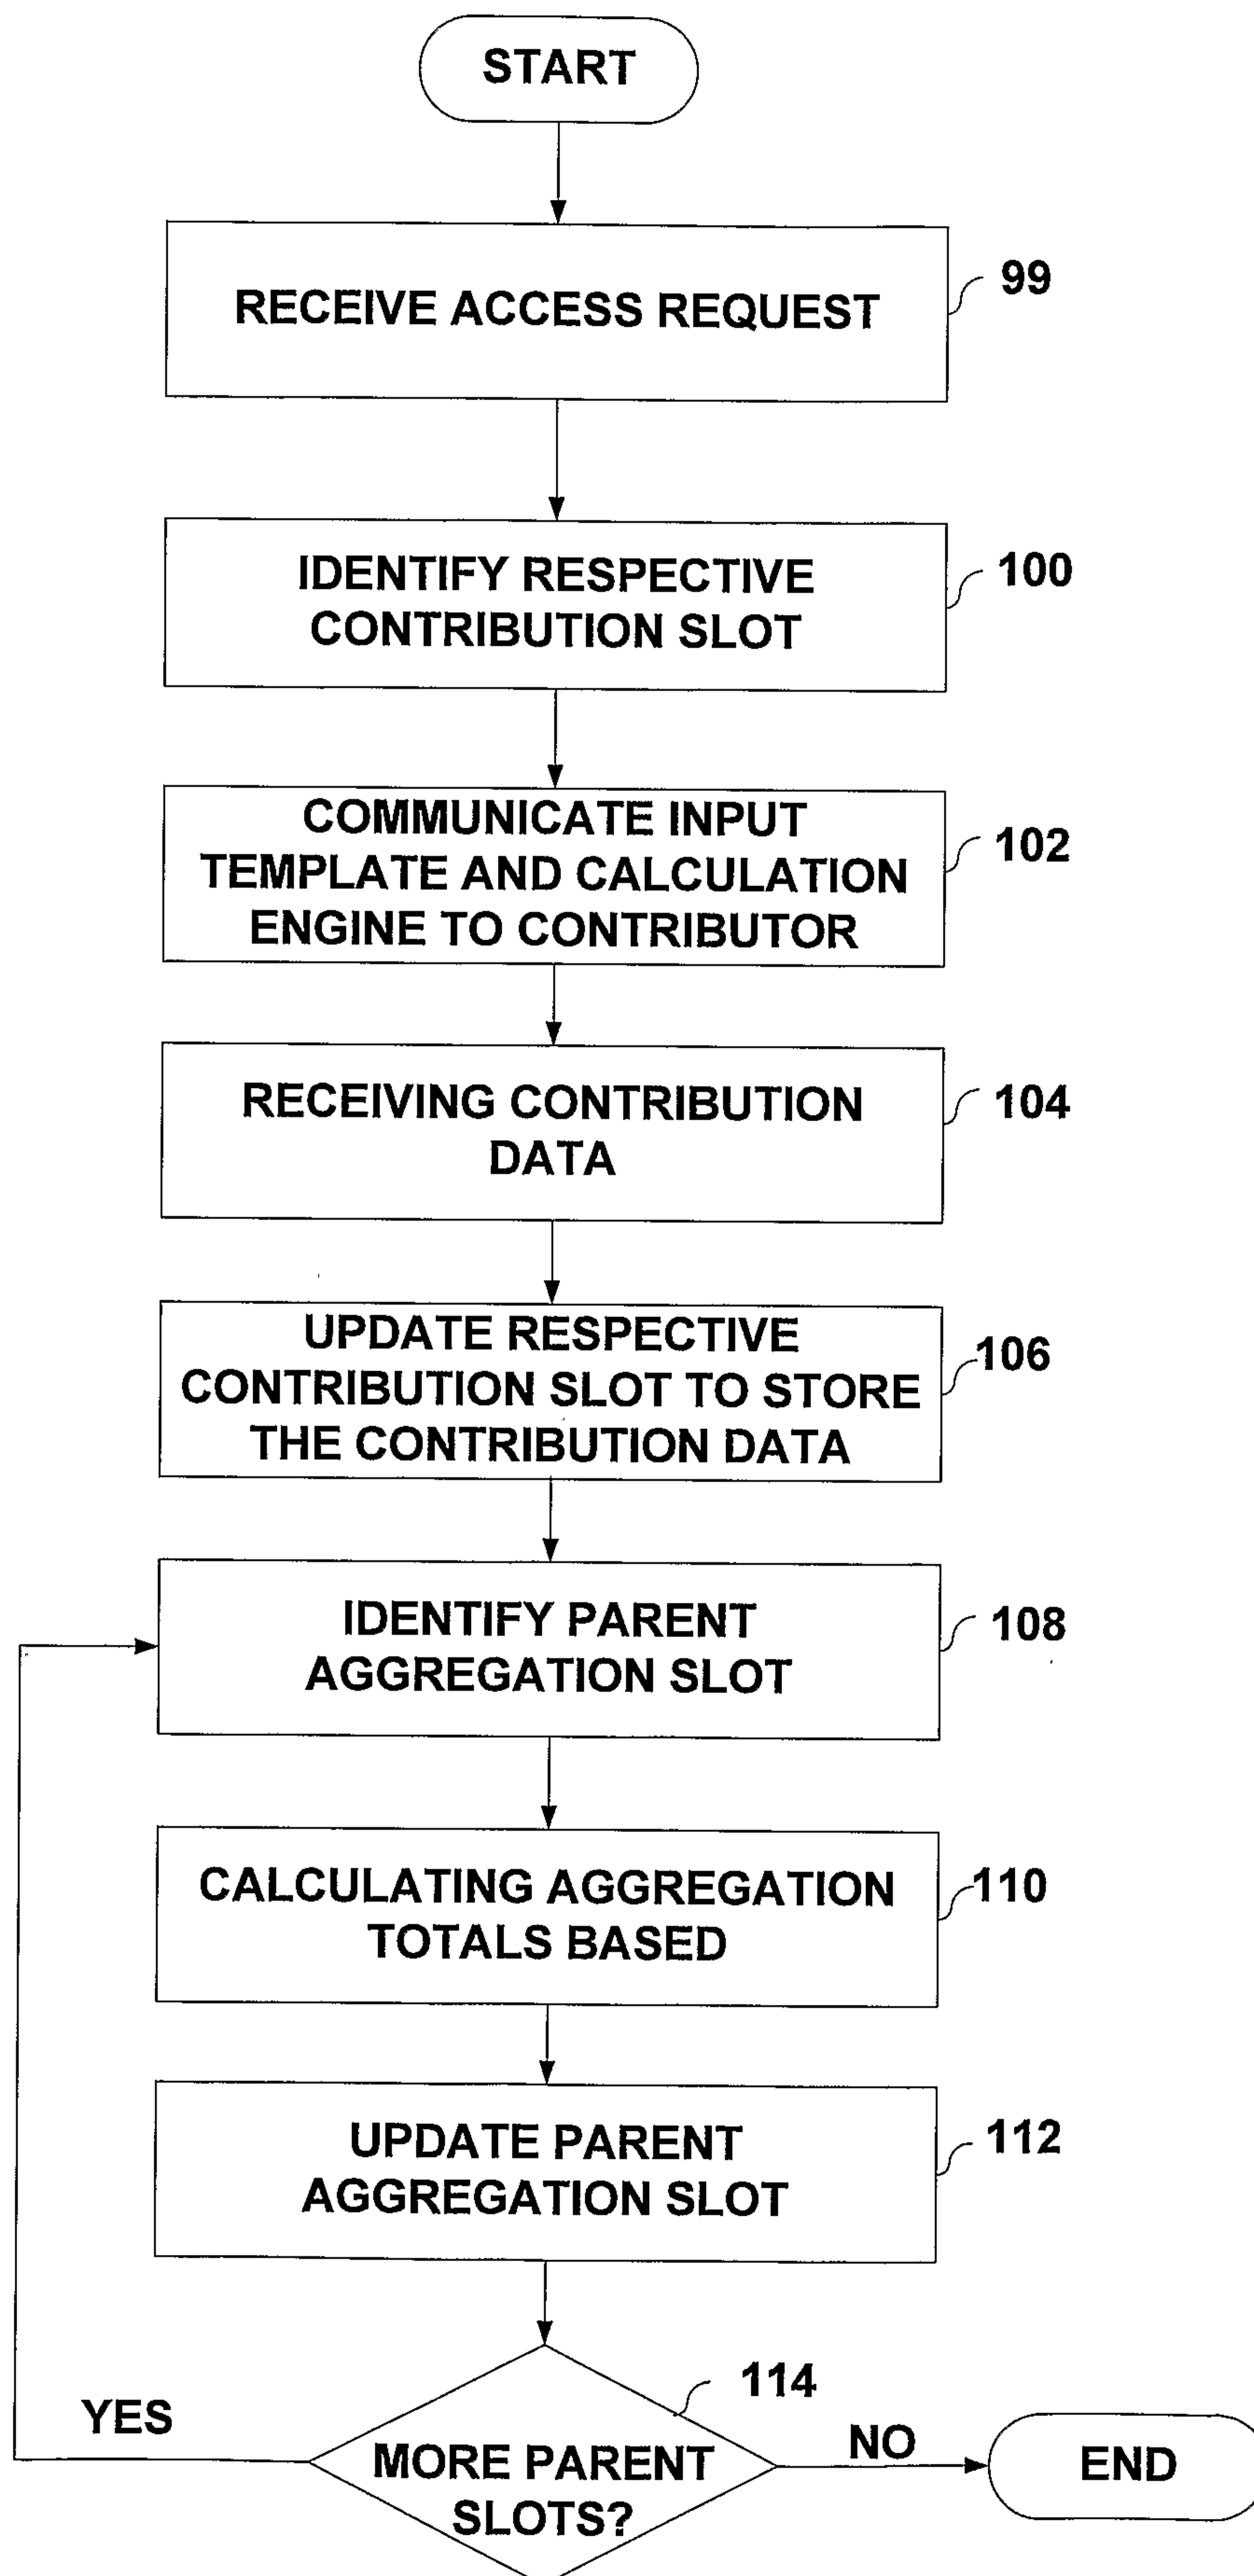 START
RECEIVE ACCESS REQUEST
99
IDENTIFY RESPECTIVE
CONTRIBUTION SLOT
100
COMMUNICATE INPUT
TEMPLATE AND CALCULATION
ENGINE TO CONTRIBUTOR
102
RECEIVING CONTRIBUTION
DATA
104
UPDATE RESPECTIVE
CONTRIBUTION SLOT TO STORE
THE CONTRIBUTION DATA
106
IDENTIFY PARENT
AGGREGATION SLOT
108
CALCULATING AGGREGATION
TOTALS BASED
110
UPDATE PARENT
AGGREGATION SLOT
112
114
YES
MORE PARENT
SLOTS?
NO
END